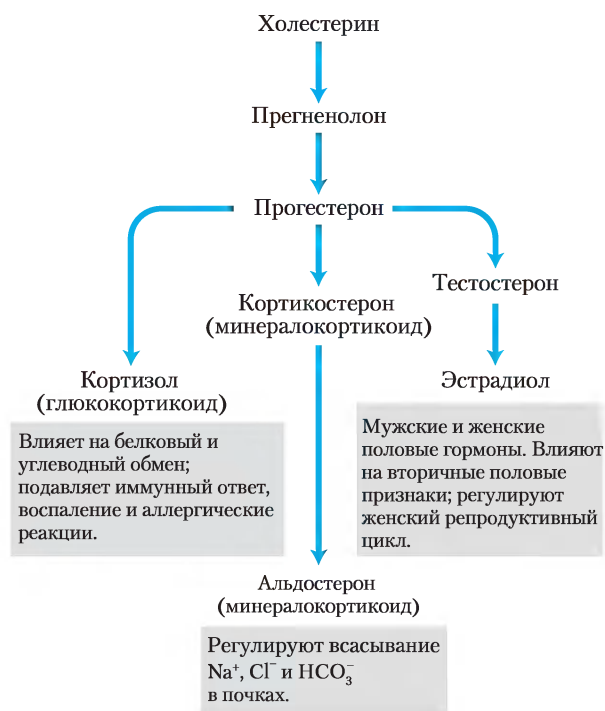 Холестерин
Прегненолон
Прогестерон
Тестостерон
Кортикостерон
(минералокортикоид)
Кортизол
(глюкокортикоид)
Влияет на белковый и
углеводный обмен;
подавляет иммунный ответ,
воспаление и аллергические
реакции.
Эстрадиол
Мужские и женские
половые гормоны. Влияют
на вторичные половые
признаки; регулируют
женский репродуктивный
цикл.
Альдостерон
(минералокортикоид)
Регулируют всасывание
Na⁺, Cl⁻ и HCO₃⁻
в почках.